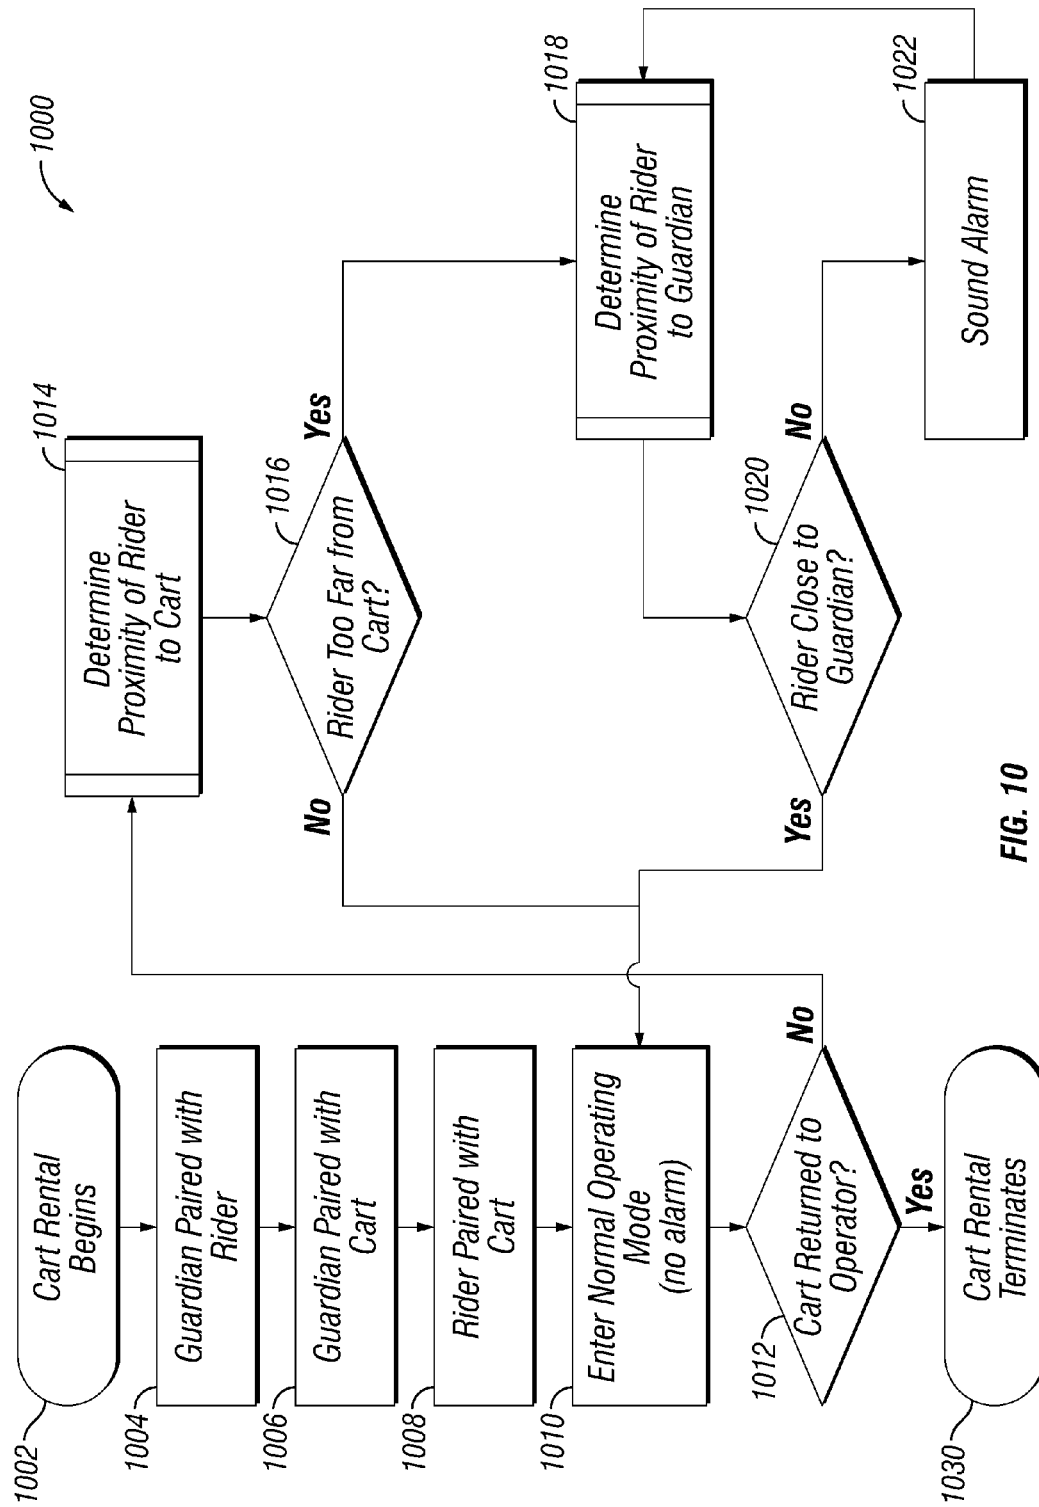 1000
1002
Cart Rental
Begins
1004
Guardian Paired with
Rider
1006
Guardian Paired with
Cart
1008
Rider Paired with
Cart
1010
Enter Normal Operating
Mode
(no alarm)
1012
Cart Returned to
Operator?
No
Yes
1030
Cart Rental
Terminates
1014
Determine
Proximity of Rider
to Cart
1016
Rider Too Far from
Cart?
No
Yes
1018
Determine
Proximity of Rider
to Guardian
1020
Rider Close to
Guardian?
Yes
No
1022
Sound Alarm
FIG. 10